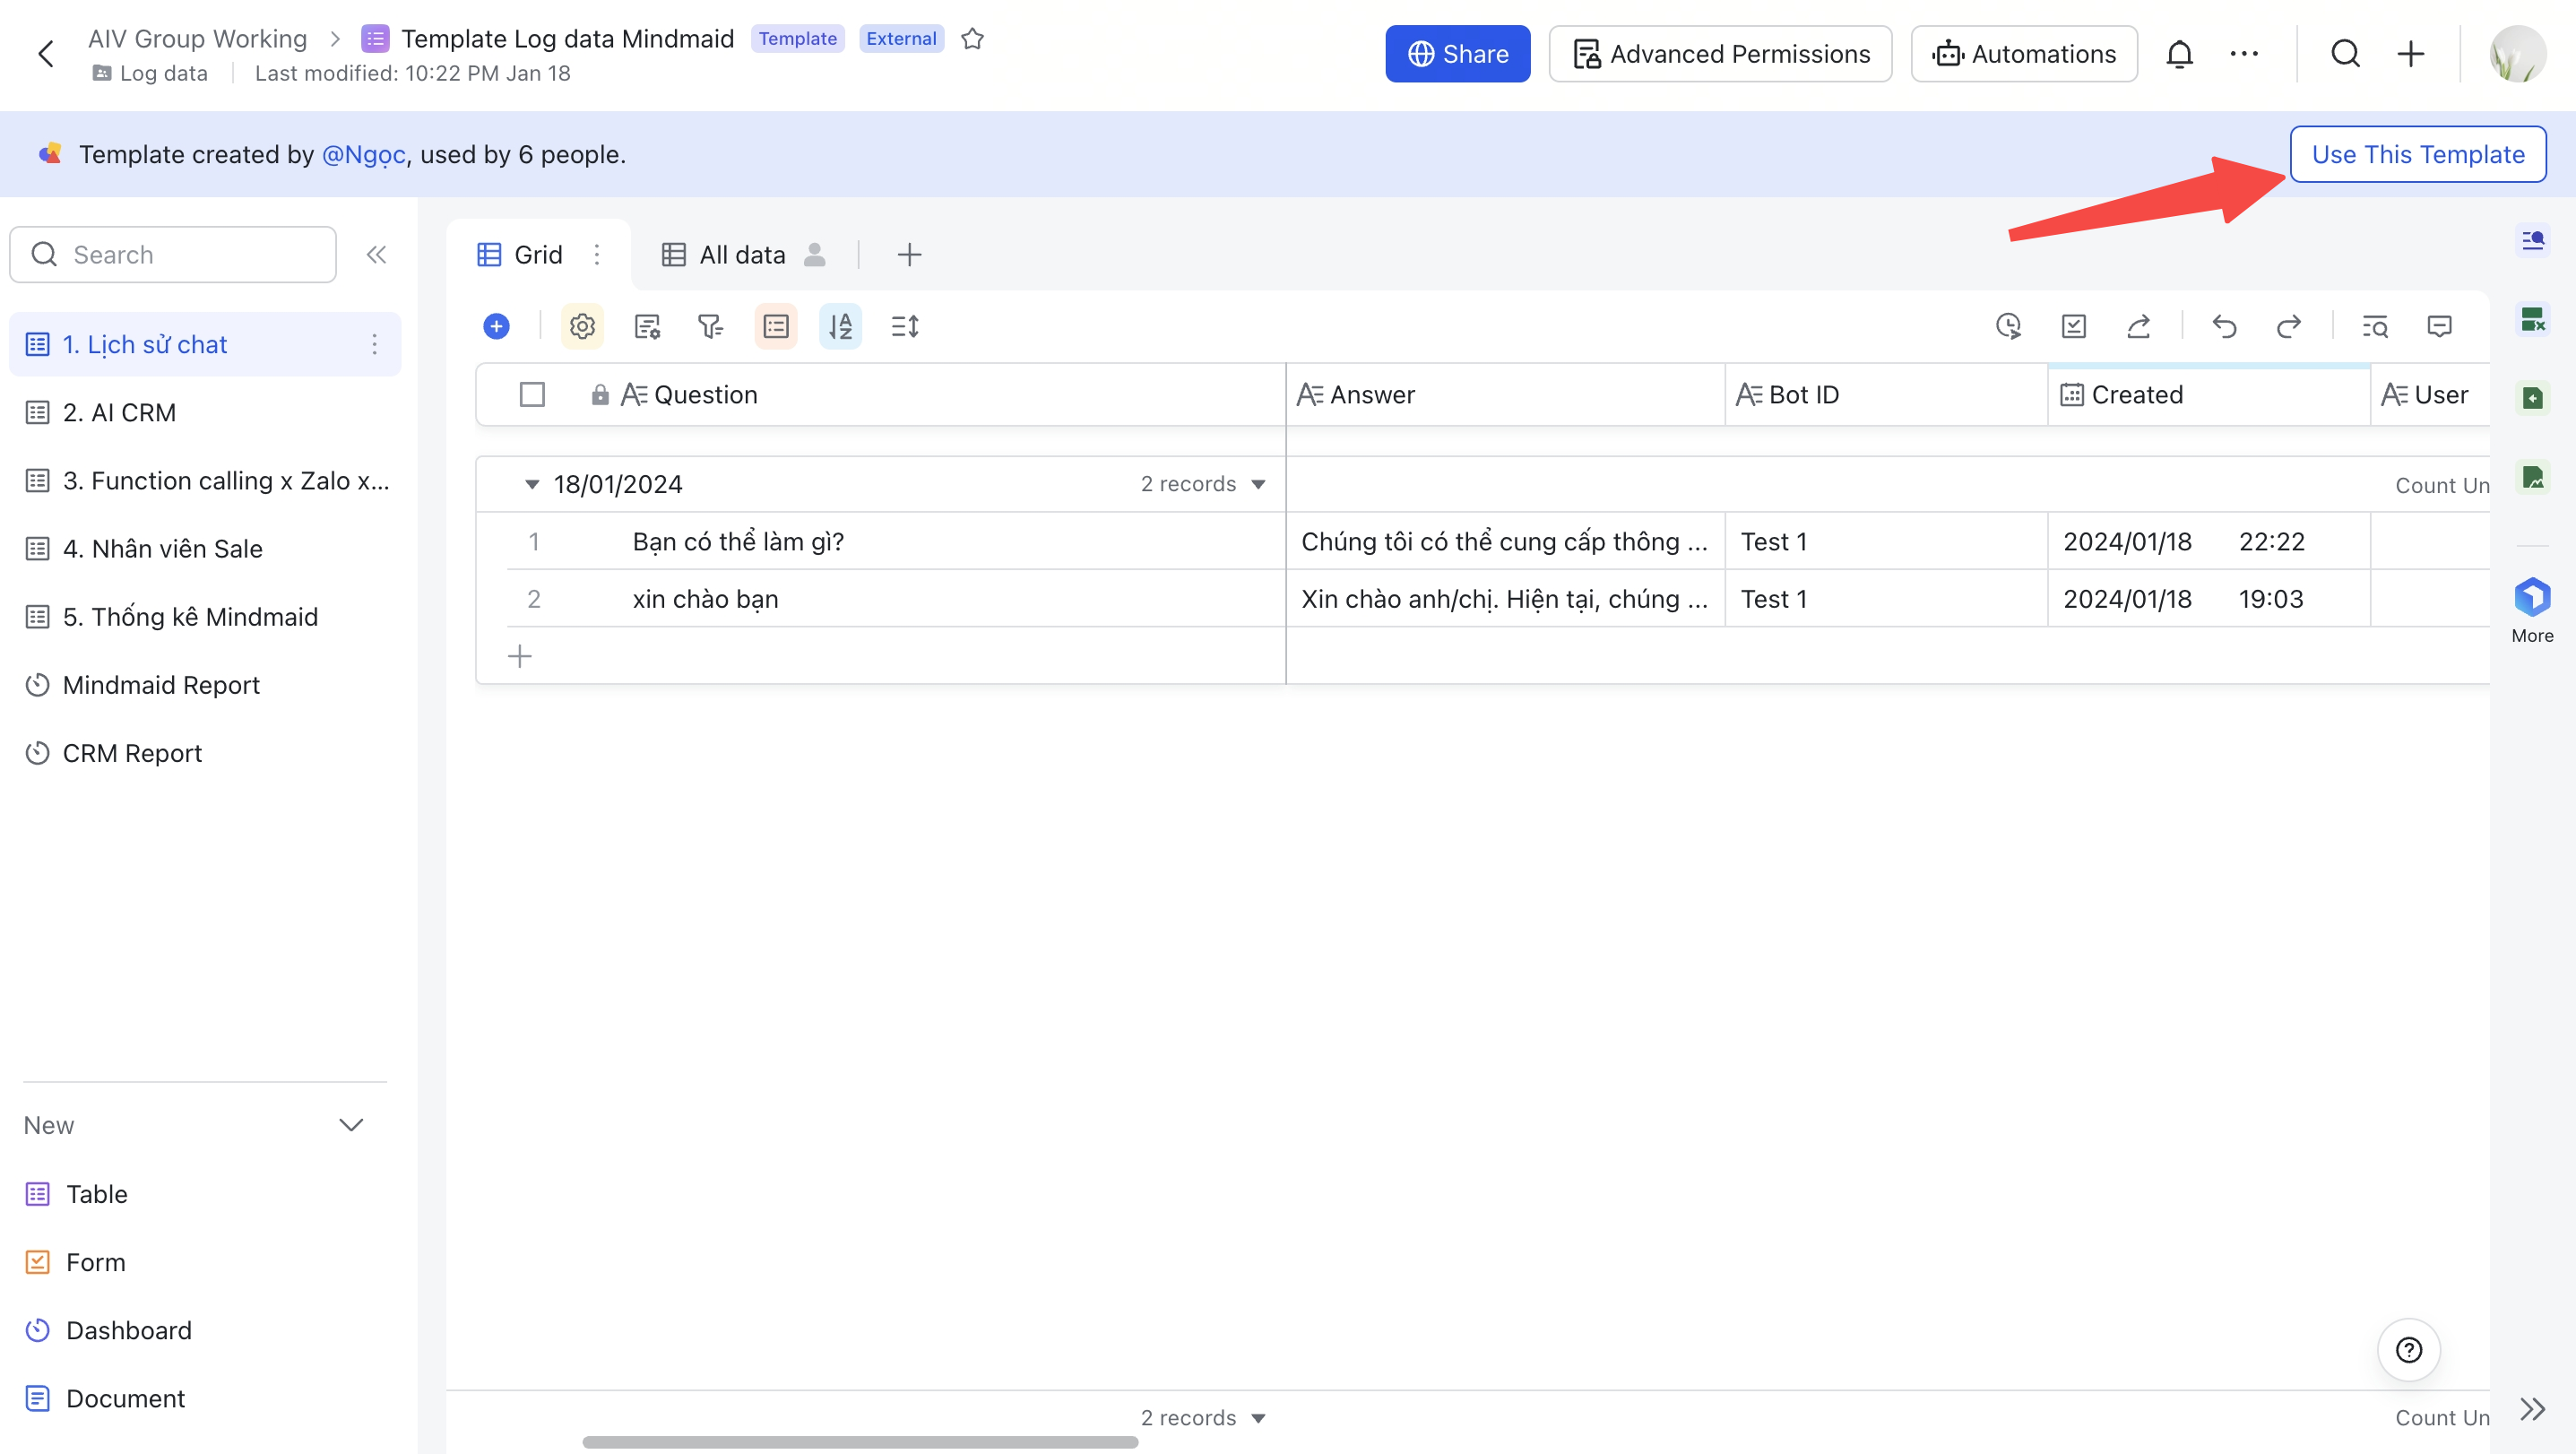 AIV Group Working > Template Log data Mindmaid Template External
Log data | Last modified: 10:22 PM Jan 18
Share
Advanced Permissions
Automations
Template created by @Ngọc, used by 6 people.
Use This Template
Search
Grid
All data
1. Lịch sử chat
2. AI CRM
3. Function calling x Zalo x...
4. Nhân viên Sale
5. Thống kê Mindmaid
Mindmaid Report
CRM Report
Question Answer Bot ID Created User
18/01/2024 2 records Count Un
1 Bạn có thể làm gì? Chúng tôi có thể cung cấp thông ... Test 1 2024/01/18 22:22
2 xin chào bạn Xin chào anh/chị. Hiện tại, chúng ... Test 1 2024/01/18 19:03
More
New
Table
Form
Dashboard
Document
2 records Count Un